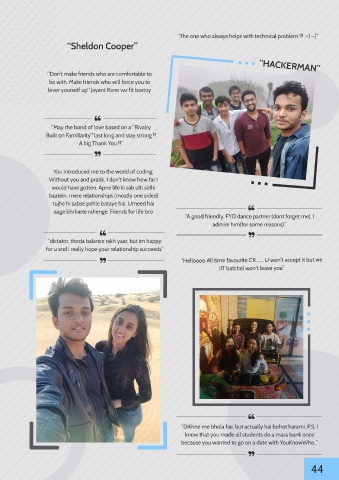 "The one who always helps with technical problem !!! :-) :-)"
"Sheldon Cooper"
"HACKERMAN"
"Don't make friends who are comfortable to
be with. Make friends who will force you to
lever yourself up" Jayant Rane var fit bastoy
"May the bond of love based on a "Rivalry
Built on Familiarity" last long and stay strong !!!
A big Thank You !!!"
You introduced me to the world of coding.
Without you and pratik, I don't know how far I
would have gotten. Apne life ki sab ulti sidhi
baatein, mere relationships (mostly one sided)
tujhe hi sabse pehle bataye hai. Umeed hai
aage bhi karte rahenge. Friends for life bro
"A good friendly, FYD dance partner (dont forget me), I
admire him(for some reasons)"
"dictator, thoda balance rakh yaar, but im happy
for u and i really hope your relationship succeeds"
"Helloooo All time favourite CR ..... U won't accept it but we
(IT batche) won't leave you"
"Dikhne me bhola hai, but actually hai bohot harami .P.S. I
know that you made all students do a mass bunk once
because you wanted to go on a date with YouKnowWho.."
44